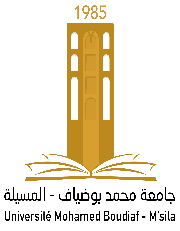 1985
جامعة محمد بوضياف - المسيلة
Université Mohamed Boudiaf - M'sila